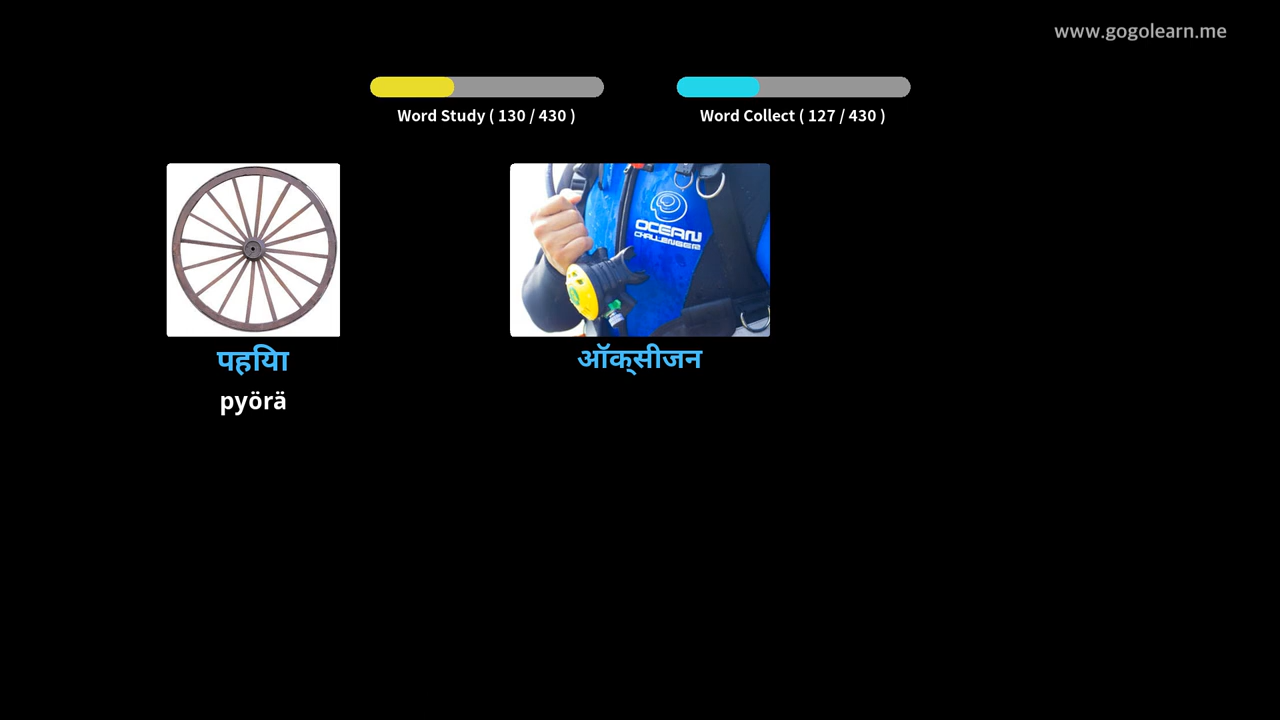 www.gogolearn.me
Word Study ( 130 / 430 )
Word Collect ( 127 / 430 )
OCEAN
CHALLENGER
पहिया
ऑक्सीजन
pyörä